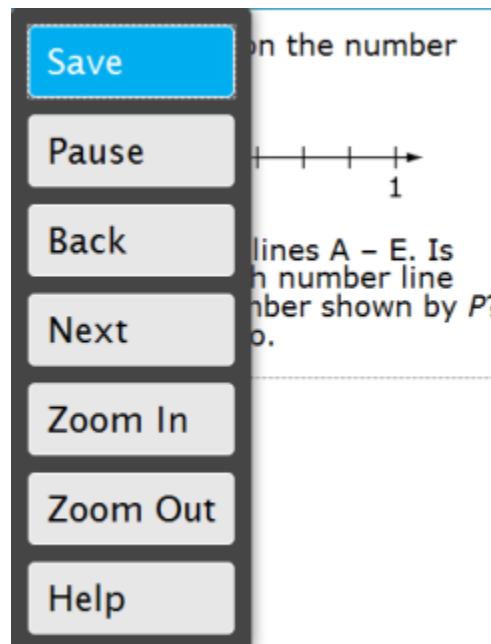 Save
on the number
Pause
1
Back
lines A – E. Is
number line
shown by P?
Next
Zoom In
Zoom Out
Help